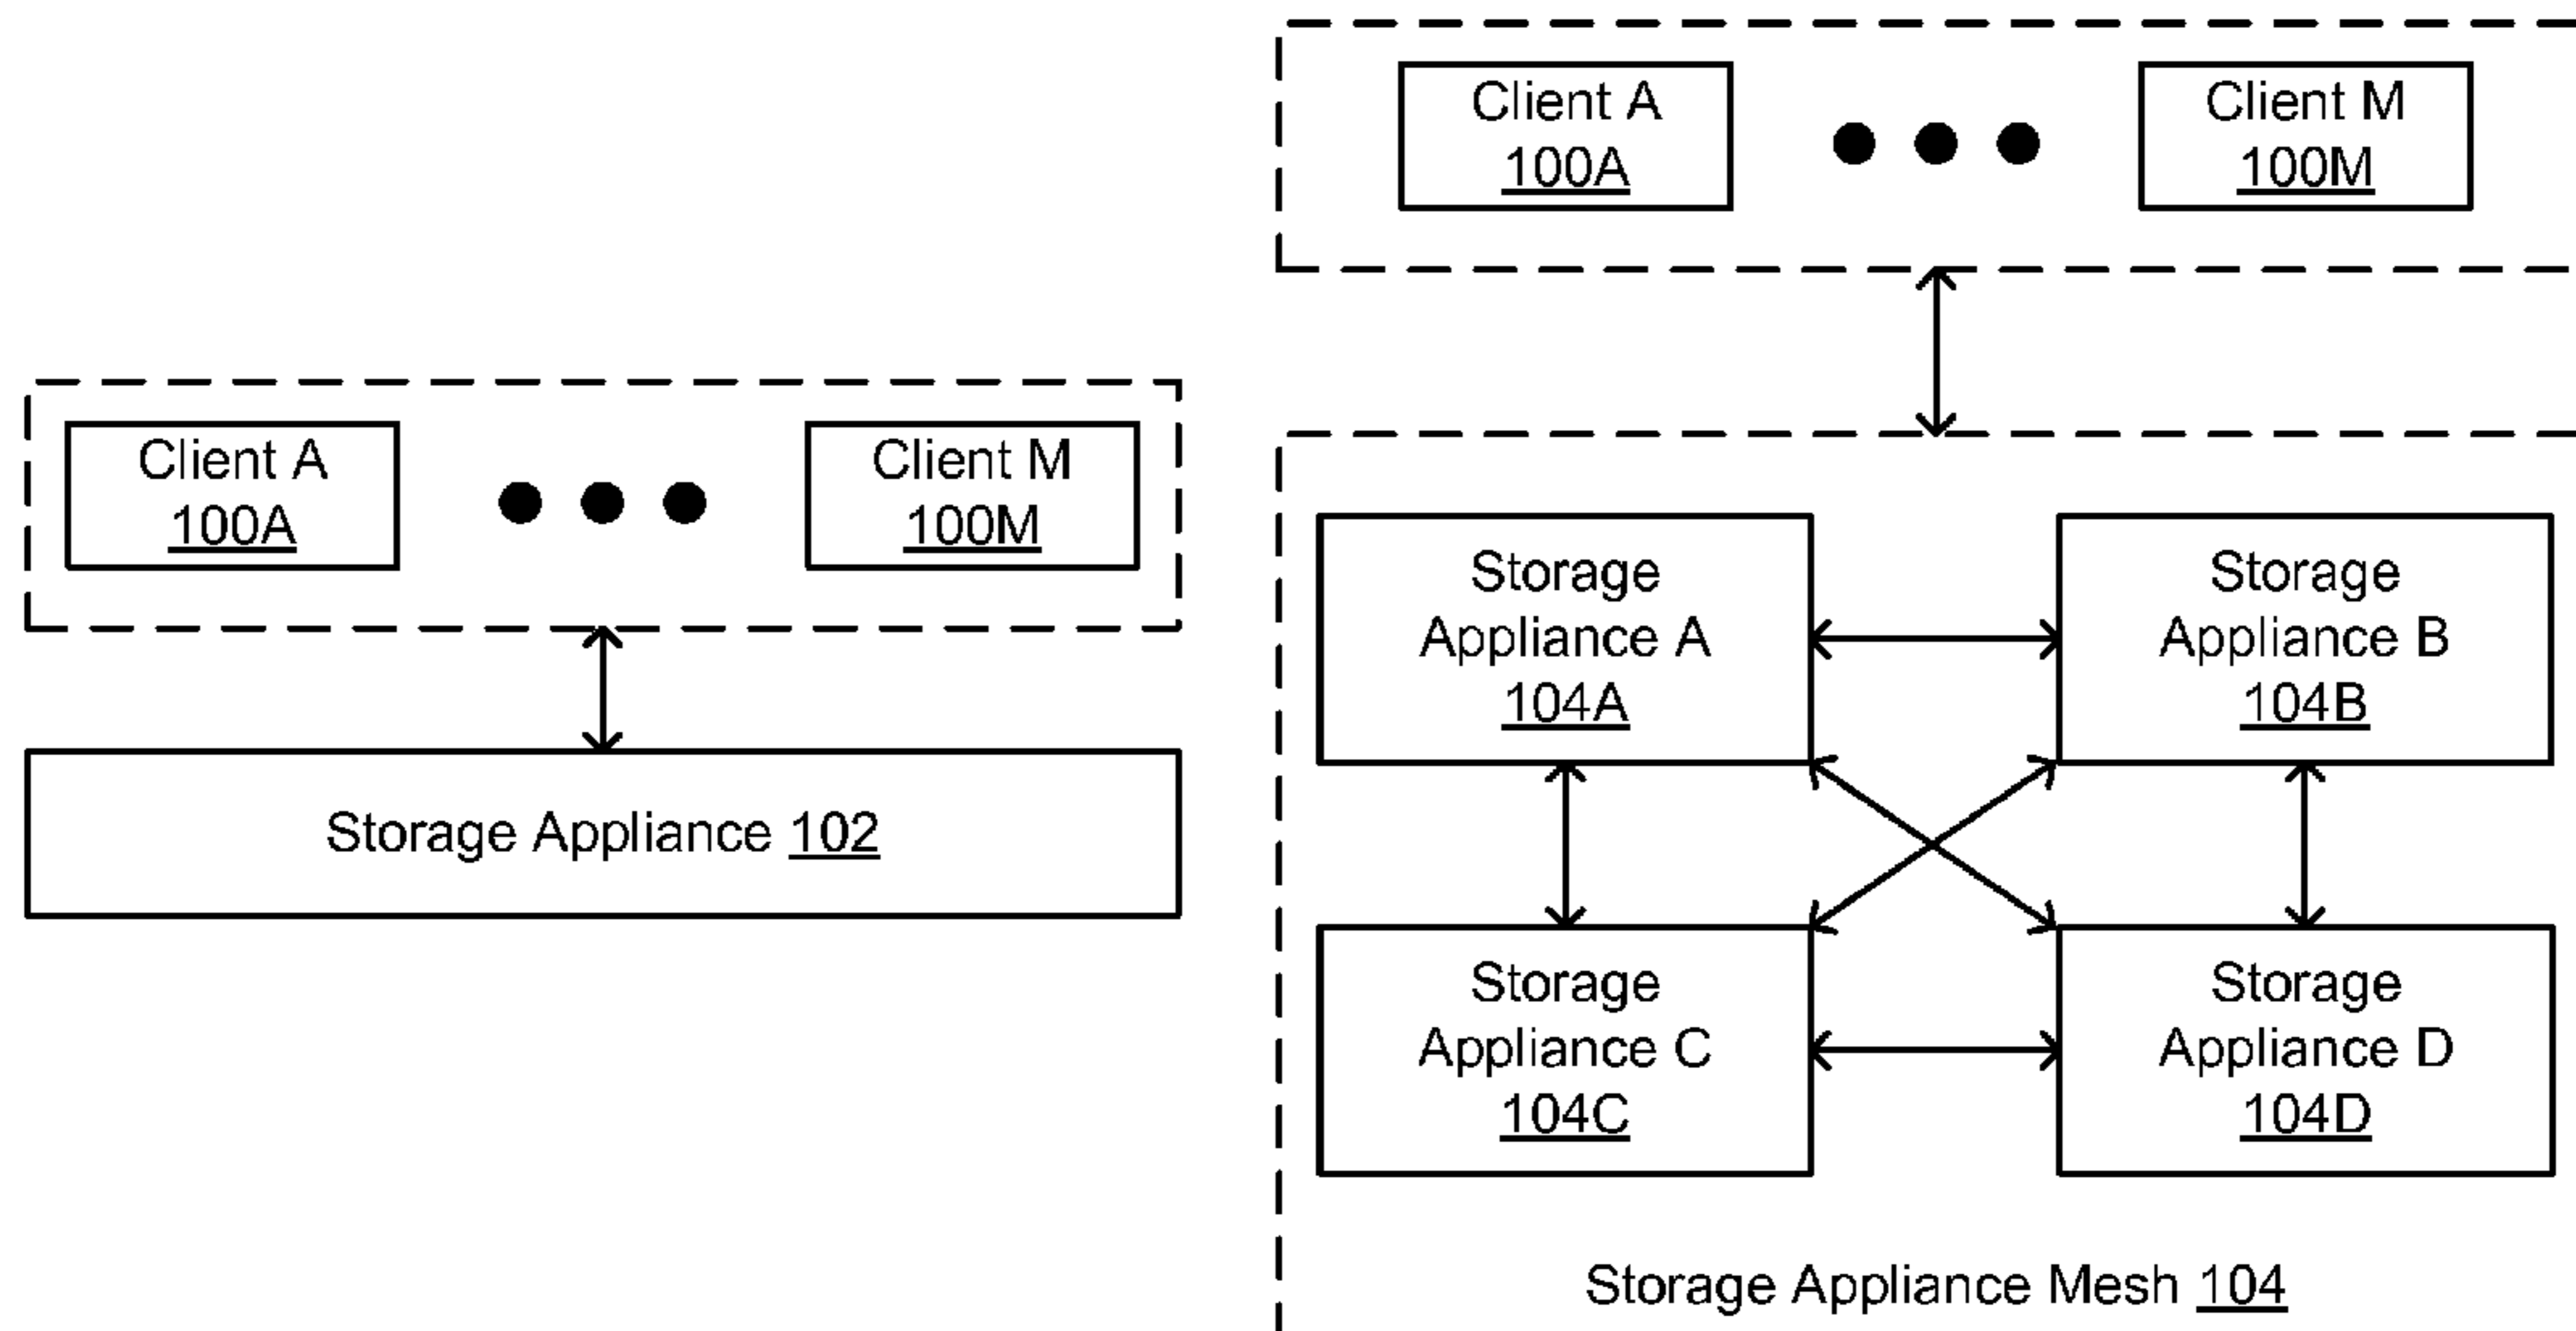 Client A
100A
Client M
100M
Storage Appliance 102
Client A
100A
Client M
100M
Storage
Appliance A
104A
Storage
Appliance B
104B
Storage
Appliance C
104C
Storage
Appliance D
104D
Storage Appliance Mesh 104